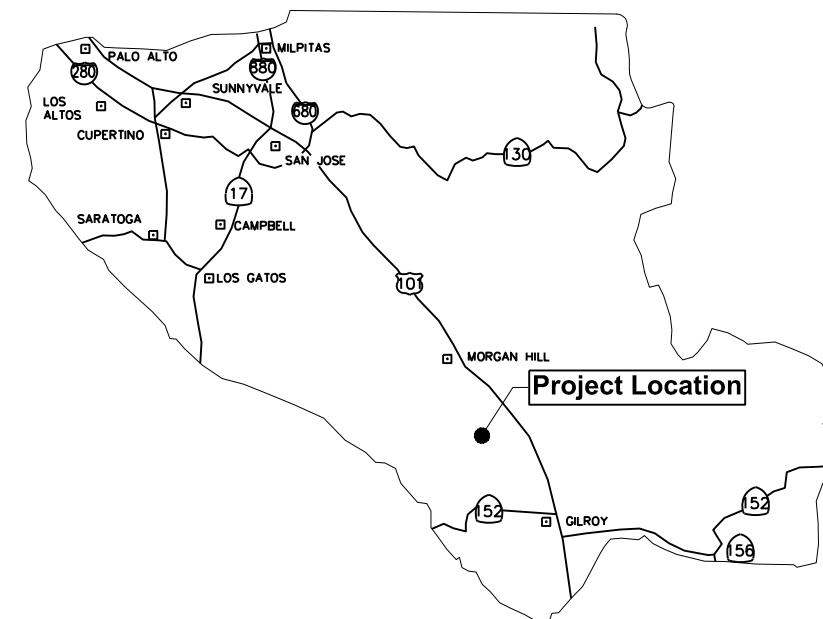 PALO ALTO
MILPITAS
280
880
SUNNYVALE
LOS
ALTOS
680
CUPERTINO
SAN JOSE
130
17
SARATOGA
CAMPBELL
LOS GATOS
101
MORGAN HILL
Project Location
152
152
GILROY
156